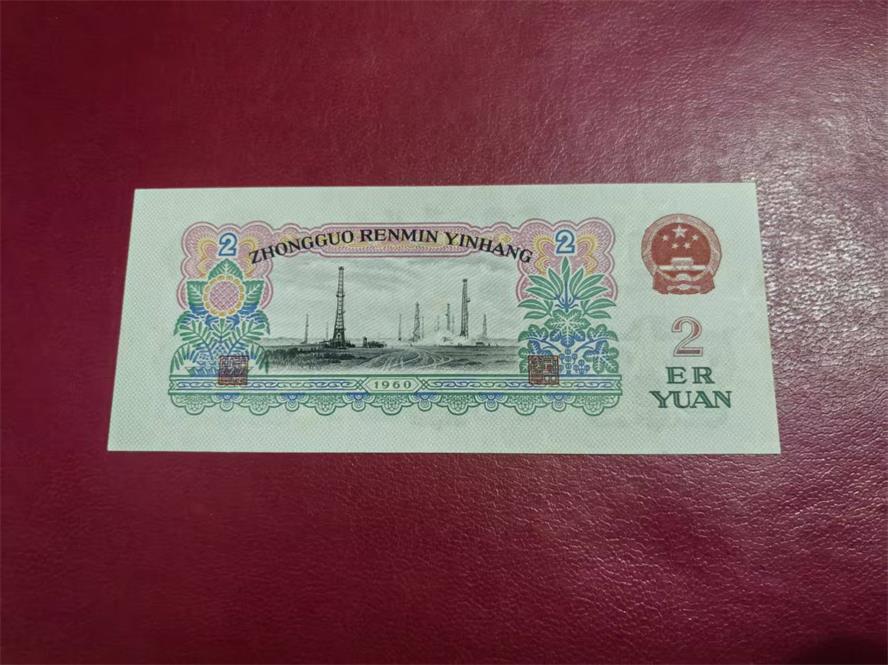 2
ZHONGGUO RENMIN YINHANG
2
1960
2
ER
YUAN